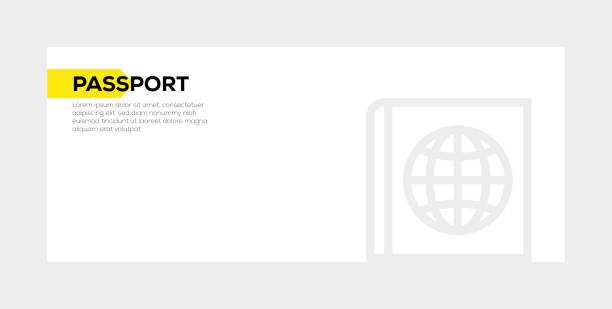 PASSPORT
Lorem ipsum dolor sit amet, consectetuer
adipiscing elit, sed diam nonummy nibh
euismod tincidunt ut laoreet dolore magna
aliquam erat volutpat